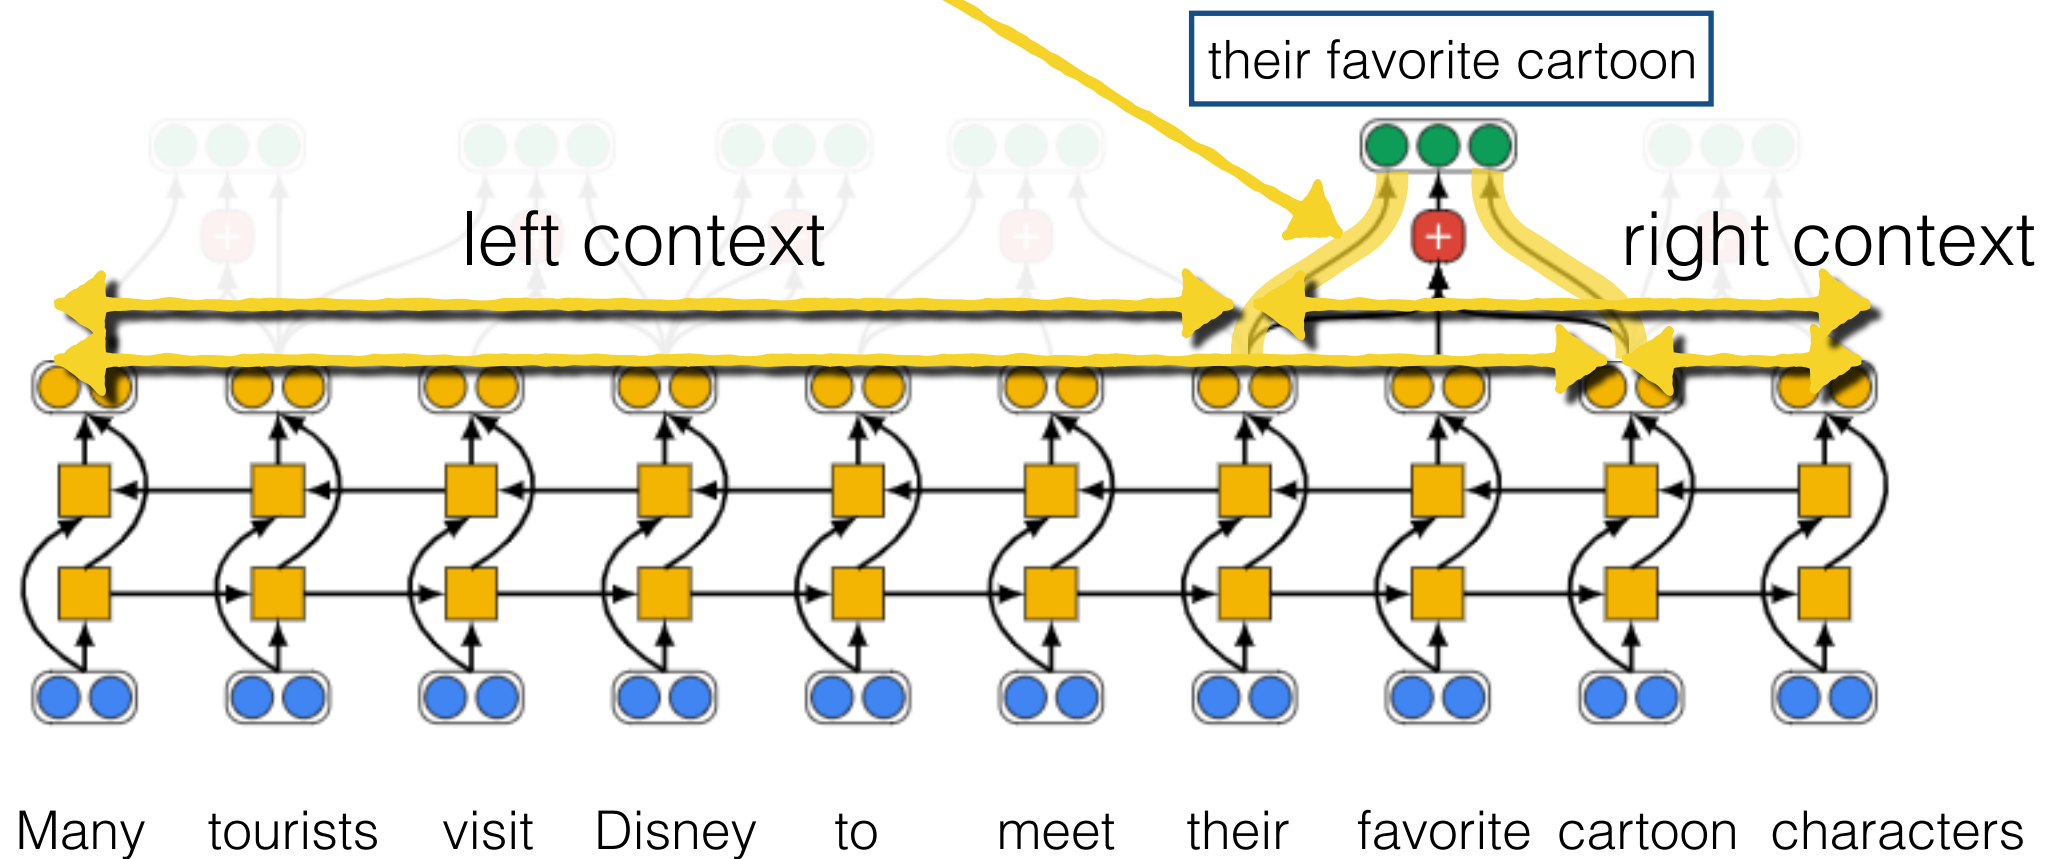 their favorite cartoon
left context
right context
+
Many tourists visit Disney to meet their favorite cartoon characters